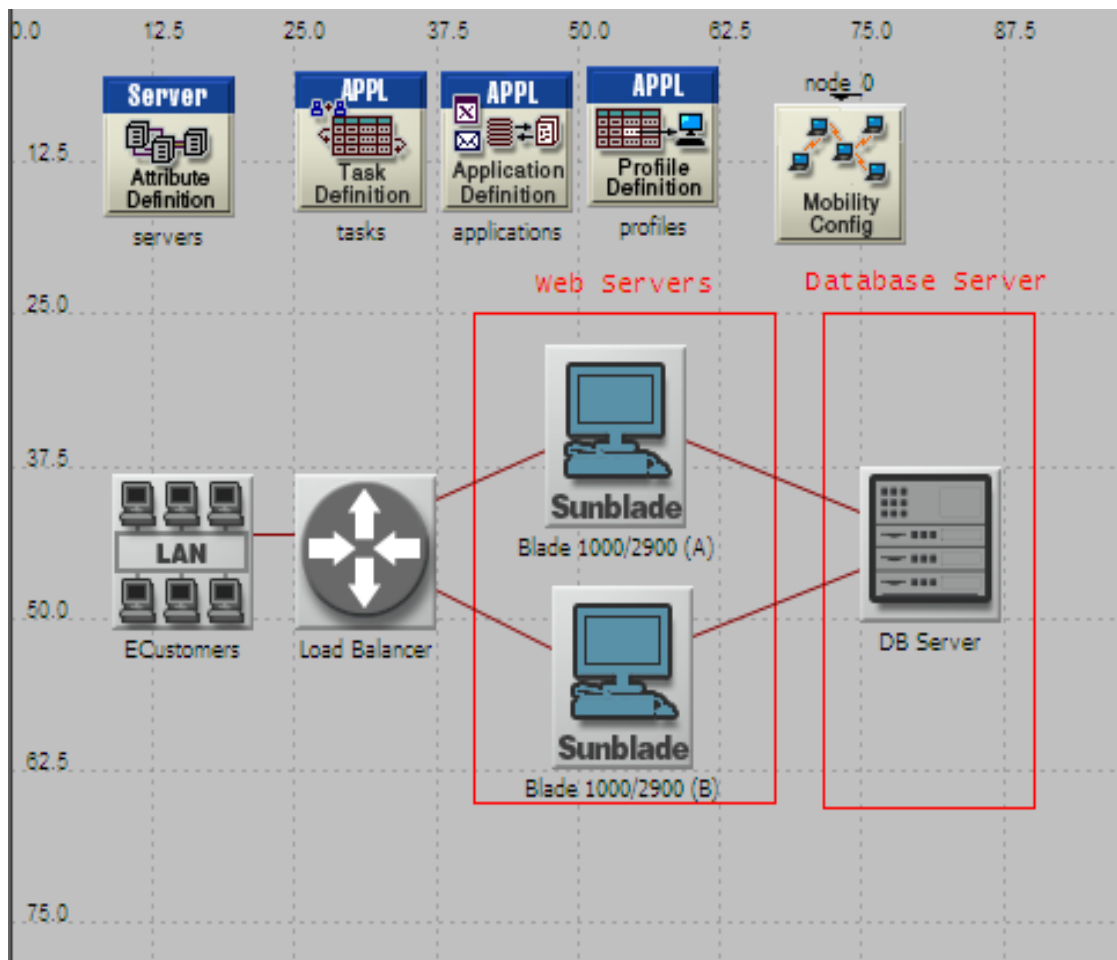 0.0 12.5 25.0 37.5 50.0 62.5 75.0 87.5
Server
Attribute
Definition
servers
APPL
Task
Definition
tasks
APPL
Application
Definition
applications
APPL
Profile
Definition
profiles
node_0
Mobility
Config
12.5
Web Servers
Database Server
25.0
37.5
LAN
ECustomers
Load Balancer
Sunblade
Blade 1000/2900 (A)
Sunblade
Blade 1000/2900 (B)
DB Server
50.0
62.5
75.0